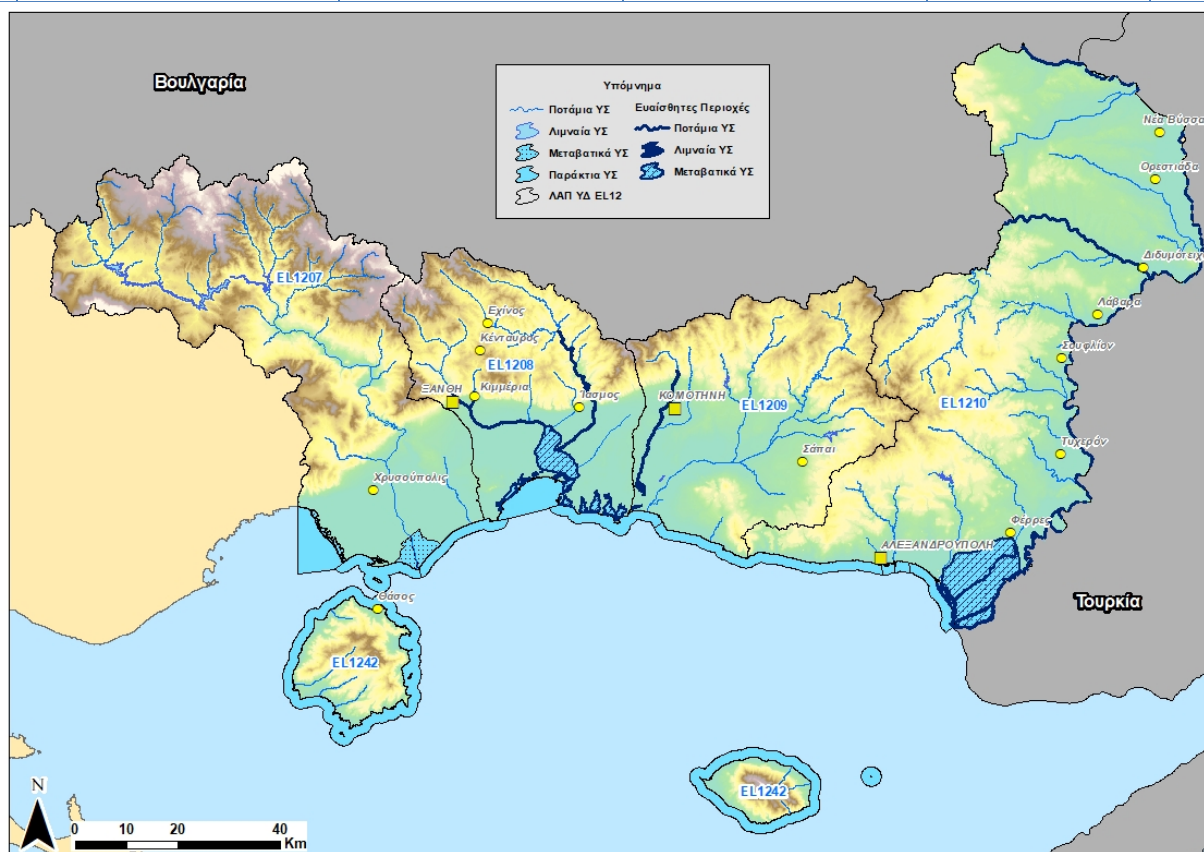 Βουλγαρία
Υπόμνημα
Ποτάμια ΥΣ
Λιμναία ΥΣ
Μεταβατικά ΥΣ
Παράκτια ΥΣ
ΛΑΠ ΥΔ EL12
Ευαίσθητες Περιοχές
Ποτάμια ΥΣ
Λιμναία ΥΣ
Μεταβατικά ΥΣ
Νέα Βύσσα
Ορεστιάδα
Διδυμοτειχ
Λάβαρα
Σουφλίον
EL1207
Εχίνος
Κένταυρος
EL1208
Κιμμέρια
ΞΑΝΘΗ
Ίασμος
ΚΟΜΟΤΗΝΗ
EL1209
EL1210
Τυχερόν
Σάπαι
Χρυσούπολις
Φέρρες
ΑΛΕΞΑΝΔΡΟΥΠΟΛΗ
Τουρκία
Θάσος
EL1242
EL1242
N
0 10 20 40
Km